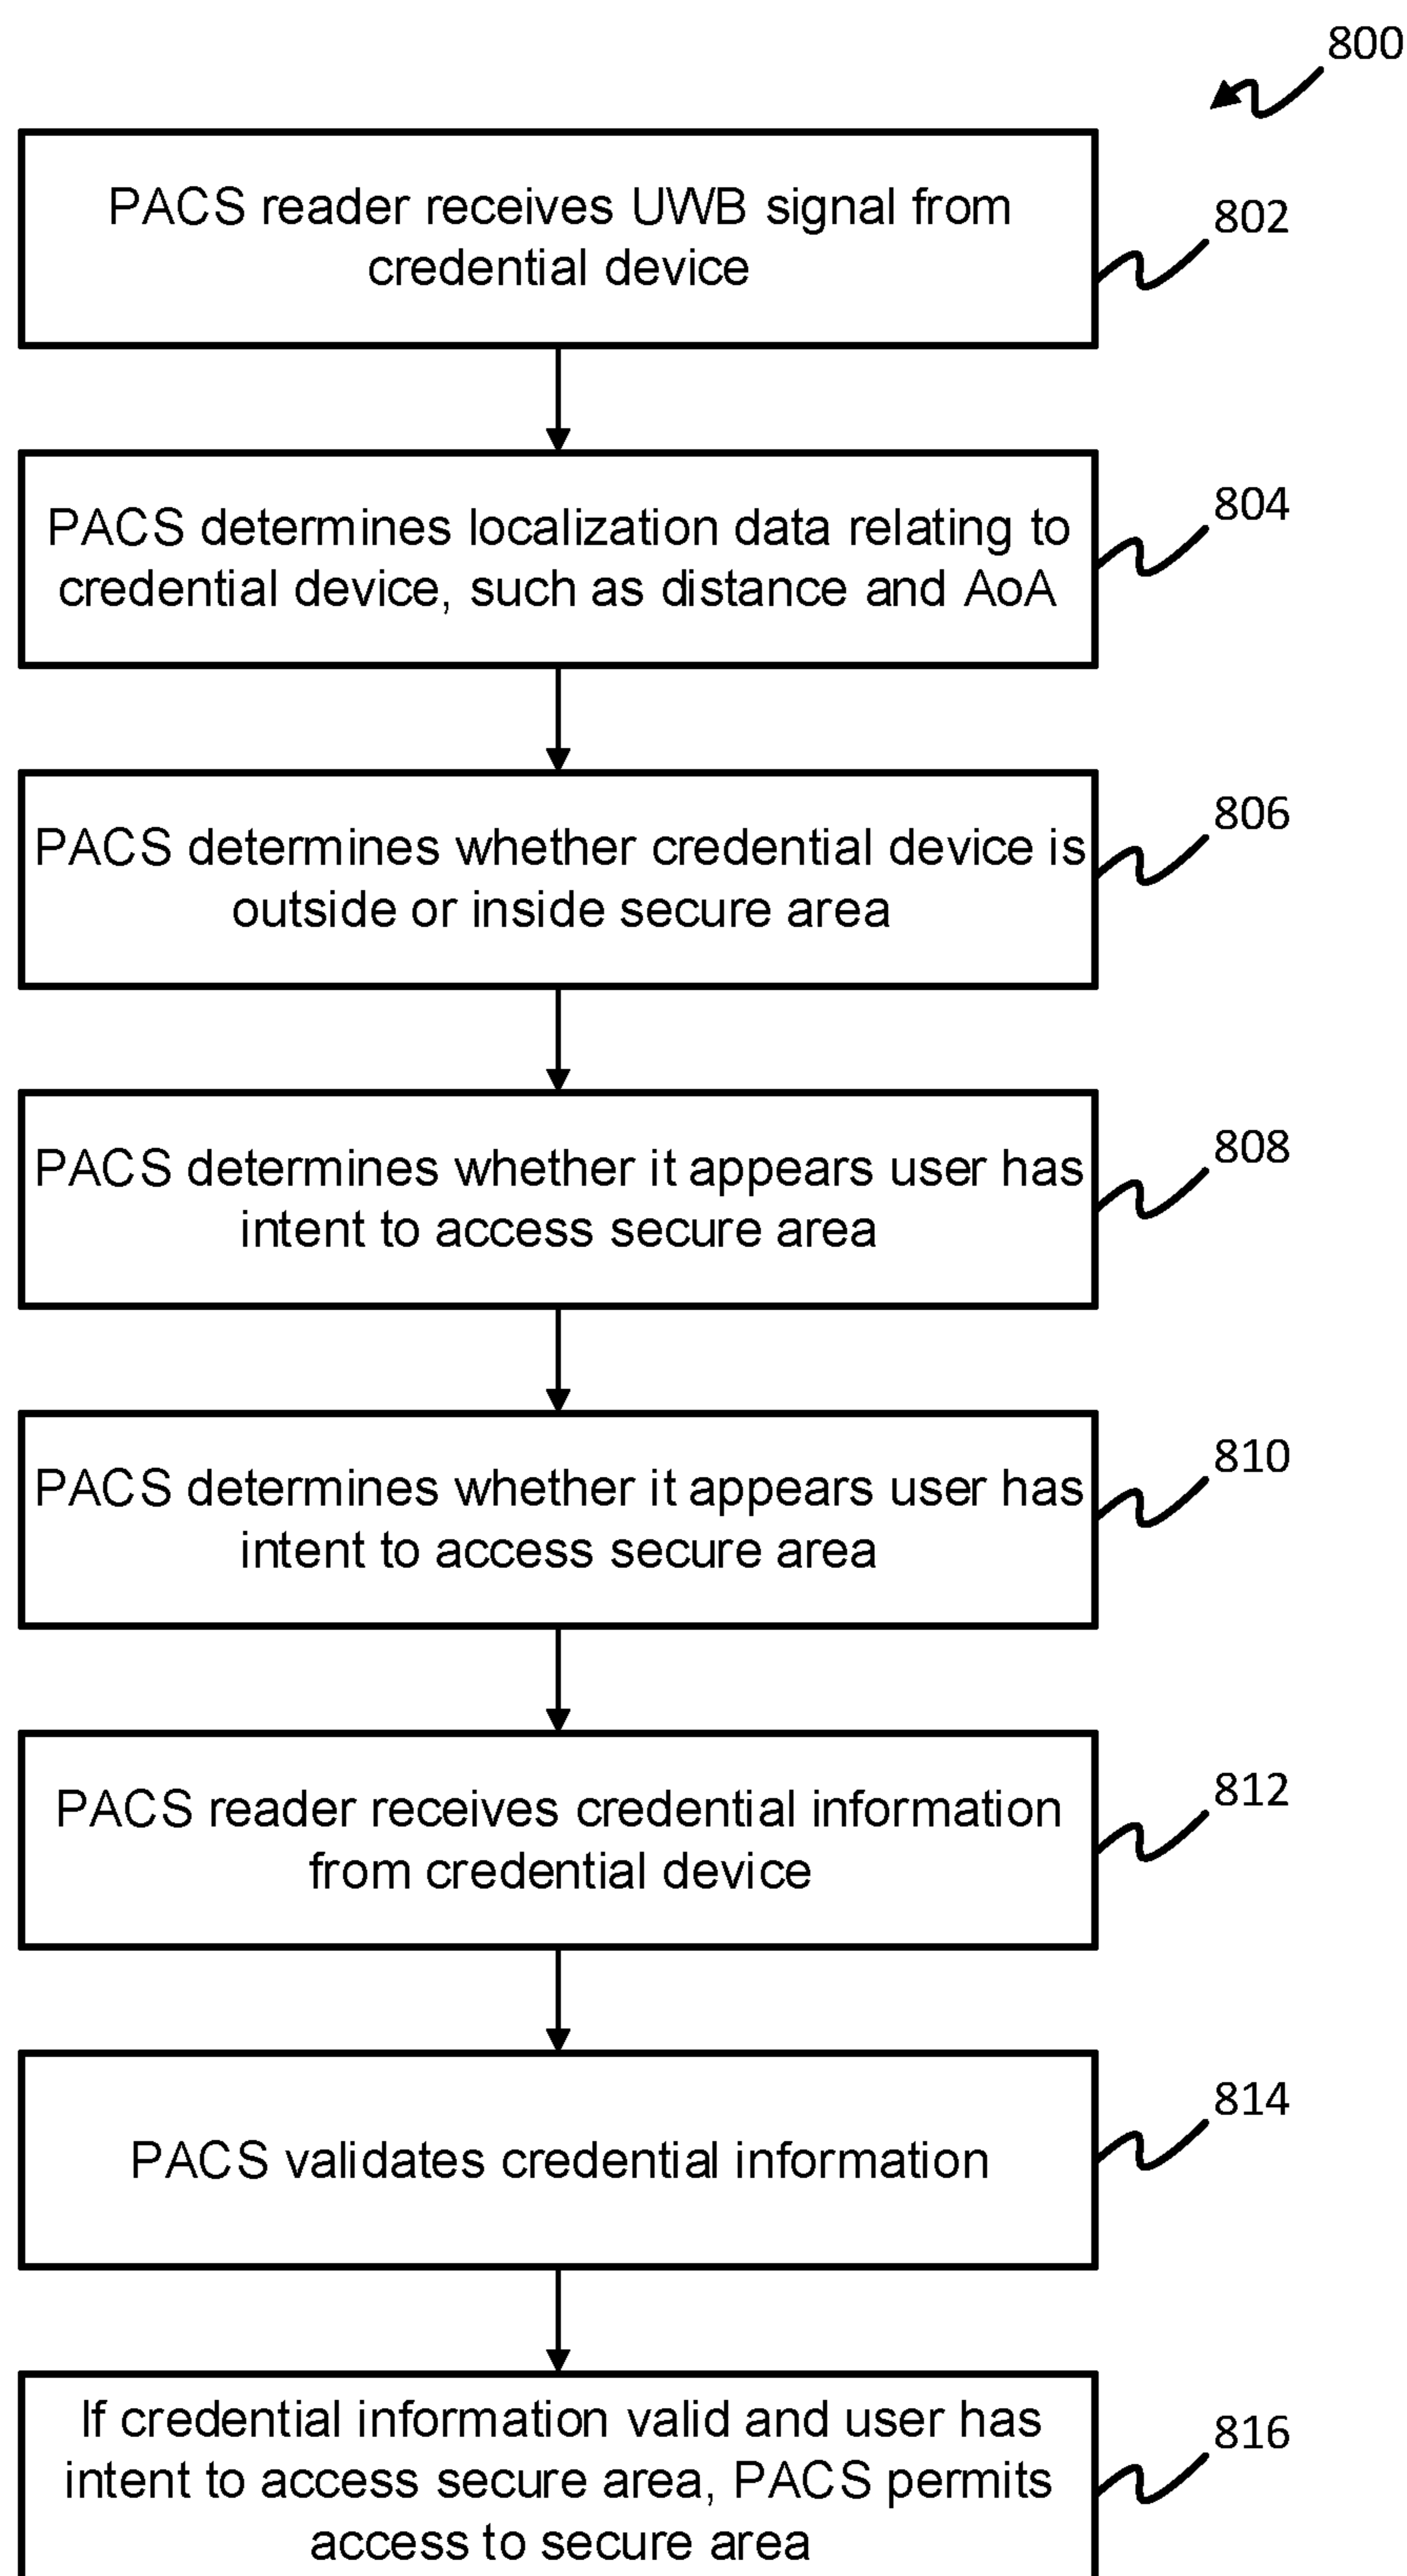 800
PACS reader receives UWB signal from
credential device
802
PACS determines localization data relating to
credential device, such as distance and AoA
804
PACS determines whether credential device is
outside or inside secure area
806
PACS determines whether it appears user has
intent to access secure area
808
PACS determines whether it appears user has
intent to access secure area
810
PACS reader receives credential information
from credential device
812
PACS validates credential information
814
If credential information valid and user has
intent to access secure area, PACS permits
access to secure area
816